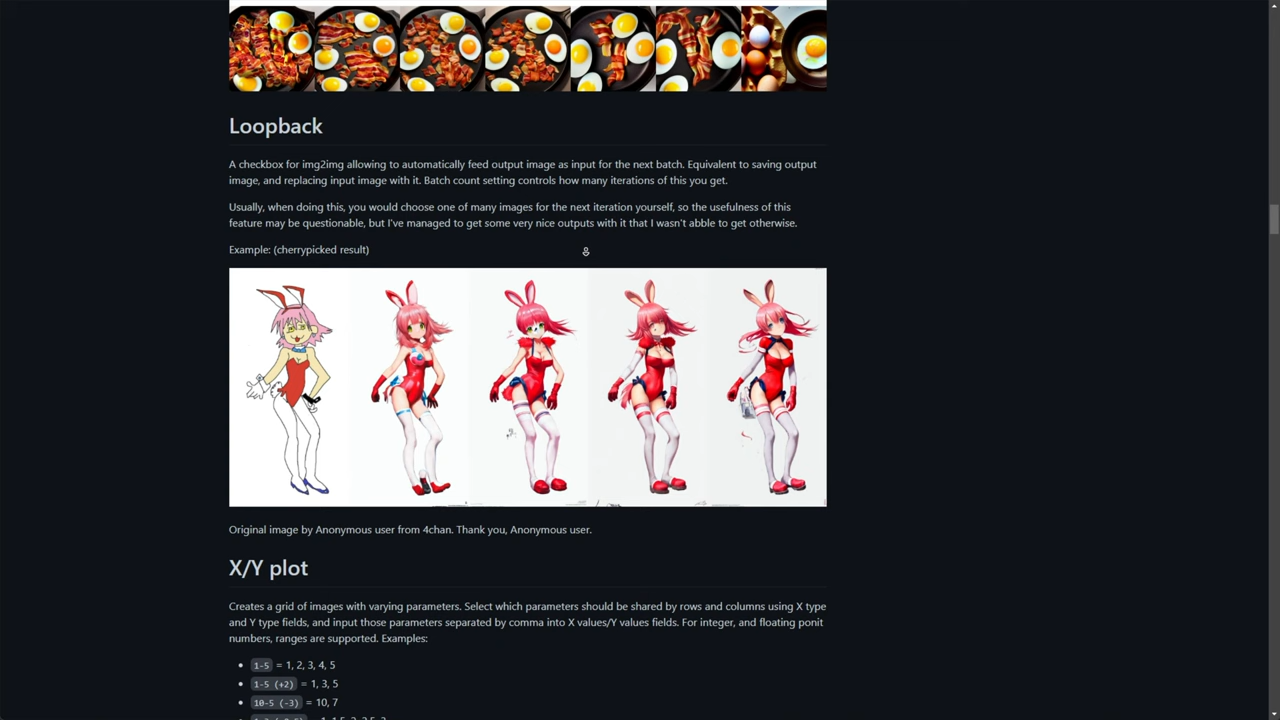 Loopback
A checkbox for img2img allowing to automatically feed output image as input for the next batch. Equivalent to saving output
image, and replacing input image with it. Batch count setting controls how many iterations of this you get.
Usually, when doing this, you would choose one of many images for the next iteration yourself, so the usefulness of this
feature may be questionable, but I've managed to get some very nice outputs with it that I wasn't abble to get otherwise.
Example: (cherrypicked result)
Original image by Anonymous user from 4chan. Thank you, Anonymous user.
X/Y plot
Creates a grid of images with varying parameters. Select which parameters should be shared by rows and columns using X type
and Y type fields, and input those parameters separated by comma into X values/Y values fields. For integer, and floating ponit
numbers, ranges are supported. Examples:
1-5 = 1, 2, 3, 4, 5
1-5 (+2) = 1, 3, 5
10-5 (-3) = 10, 7